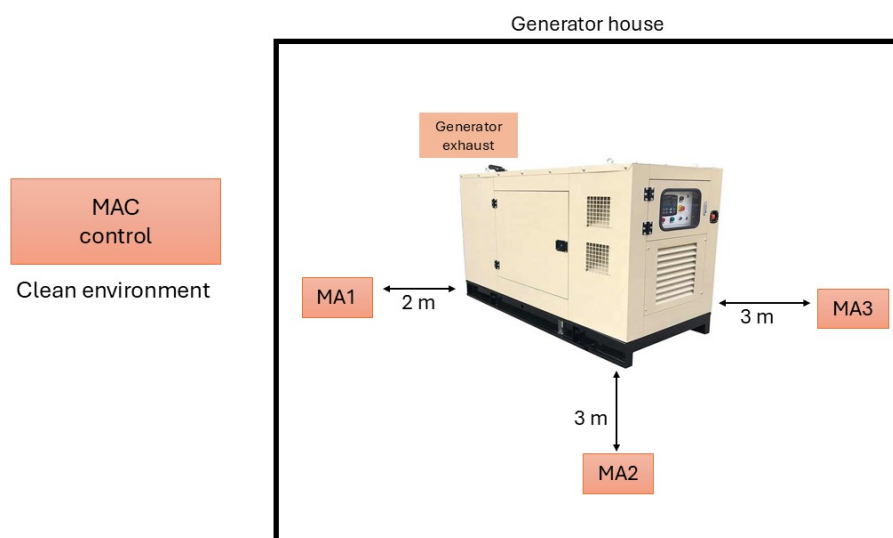 Generator house
Generator
exhaust
MAC
control
Clean environment
MA1
2 m
3 m
MA3
3 m
MA2